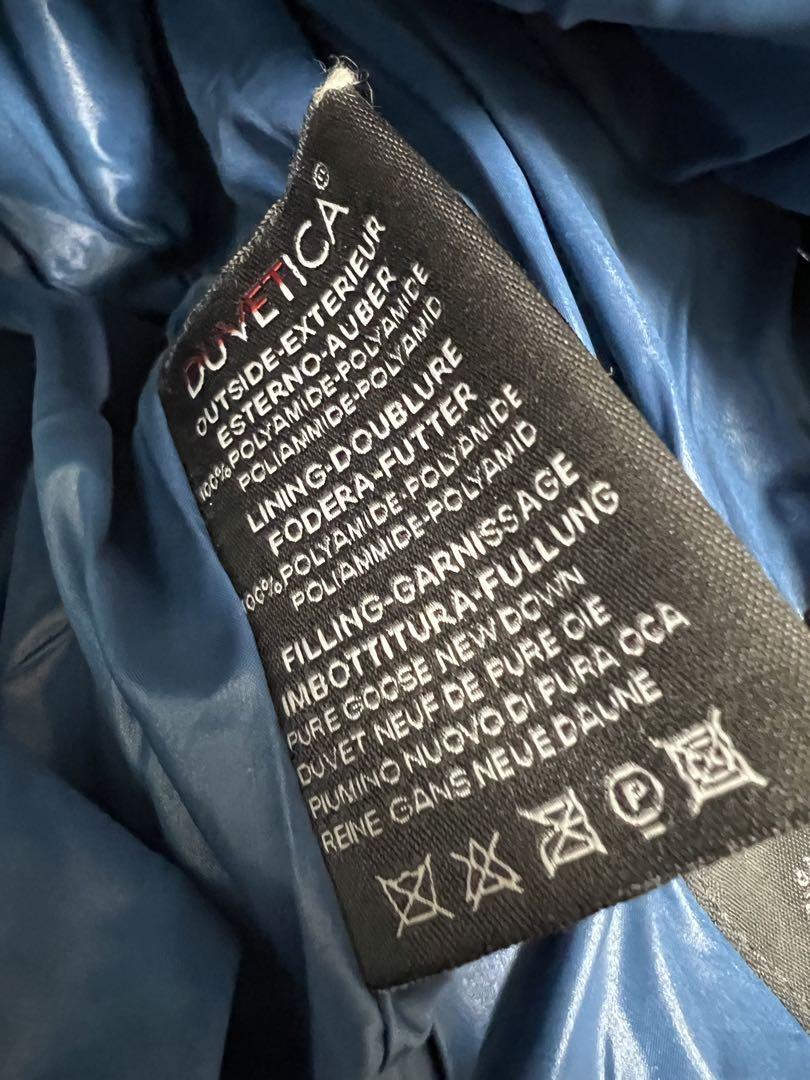 DUVETICA®
OUTSIDE-EXTERIEUR
ESTERNO-AUBER
100% POLYAMIDE-POLYAMIDE
POLIAMMIDE-POLYAMID
LINING-DOUBLURE
FODERA-FUTTER
100% POLYAMIDE-POLYAMIDE
POLIAMMIDE-POLYAMID
FILLING-GARNISSAGE
IMBOTTITURA-FULLUNG
PURE GOOSE NEW DOWN
DUVET NEUF DE PURE OIE
PIUMINO NUOVO DI PURA OCA
REINE GANS NEUE DAUNE
P